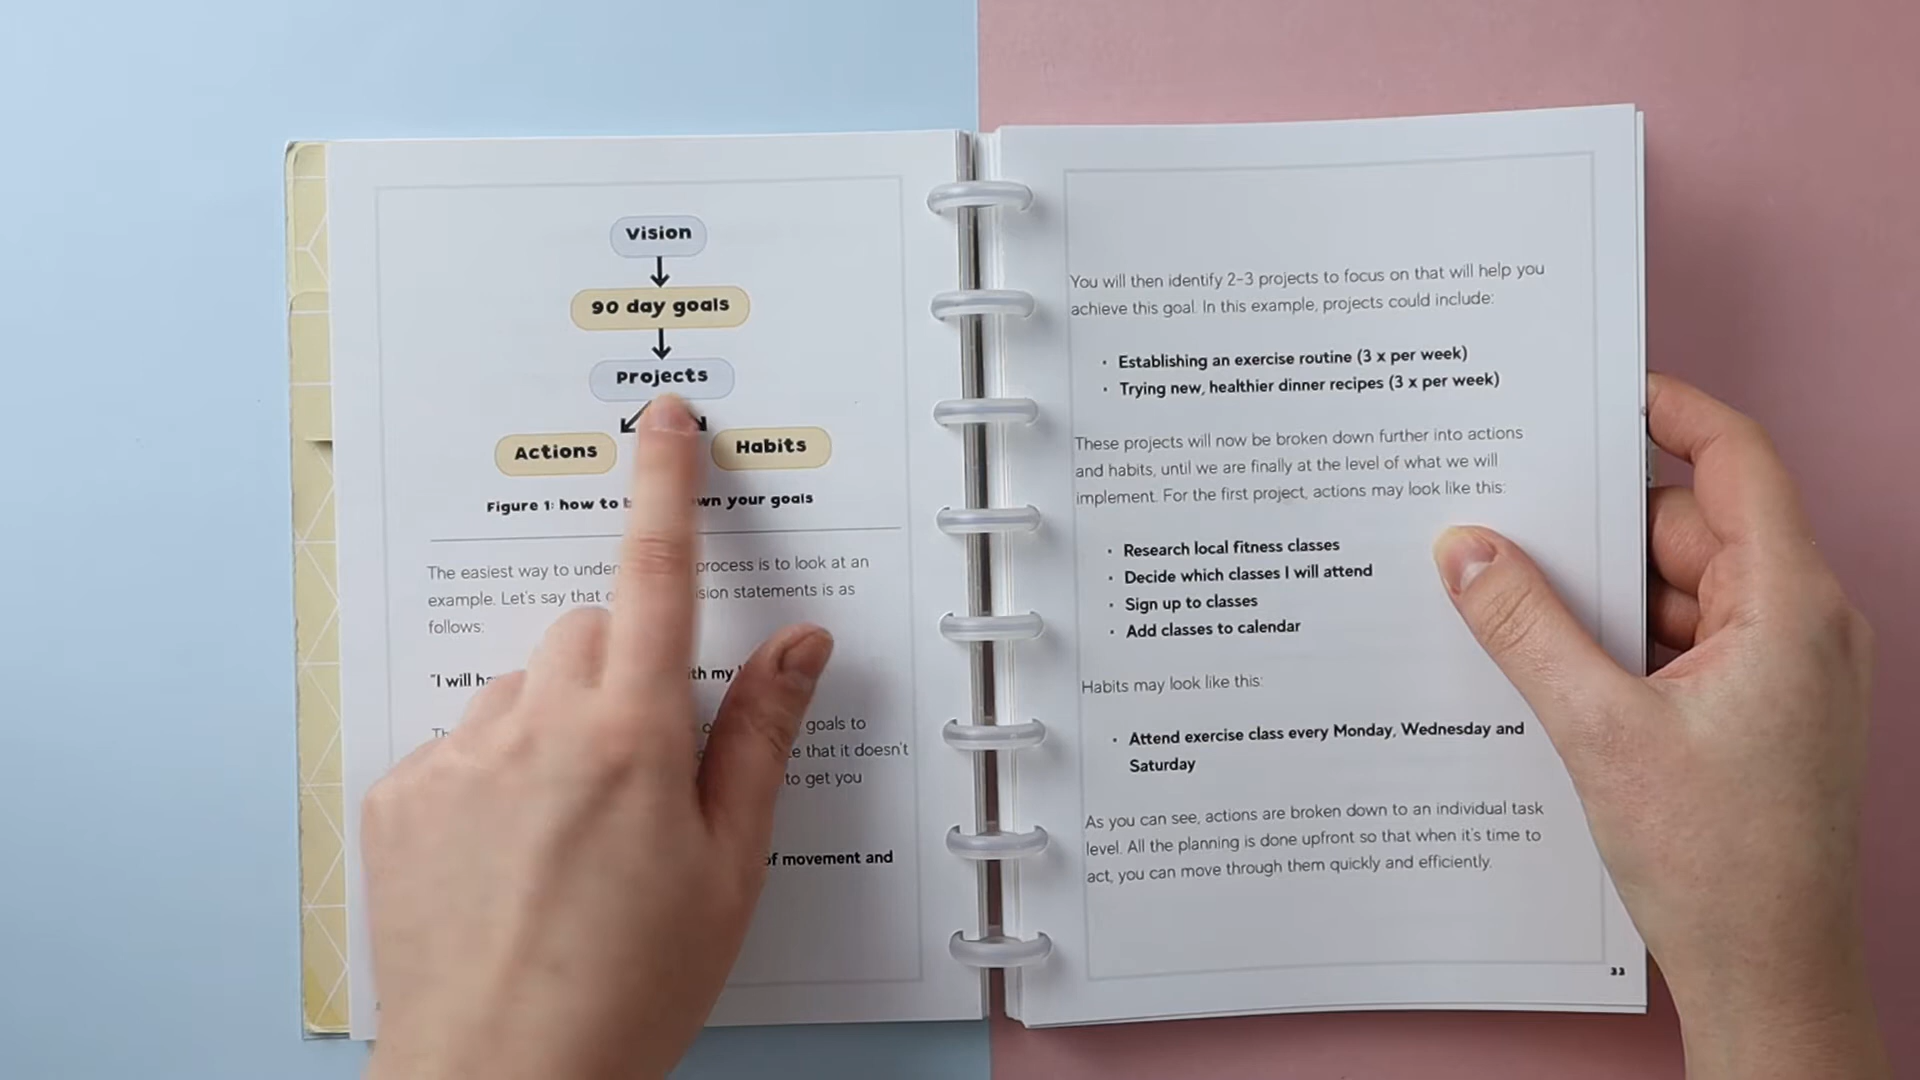 Vision
90 day goals
Projects
Actions
Habits
Figure 1: how to your goals
The easiest way to process is to look at an
example. Let's say that statements is as
follows:
"I will my
goals to
that it doesn't
to get you
of movement and
You will then identify 2-3 projects to focus on that will help you
achieve this goal. In this example, projects could include:
· Establishing an exercise routine (3 x per week)
· Trying new, healthier dinner recipes (3 x per week)
These projects will now be broken down further into actions
and habits, until we are finally at the level of what we will
implement. For the first project, actions may look like this:
· Research local fitness classes
· Decide which classes I will attend
· Sign up to classes
· Add classes to calendar
Habits may look like this:
· Attend exercise class every Monday, Wednesday and
Saturday
As you can see, actions are broken down to an individual task
level. All the planning is done upfront so that when it's time to
act, you can move through them quickly and efficiently.
33